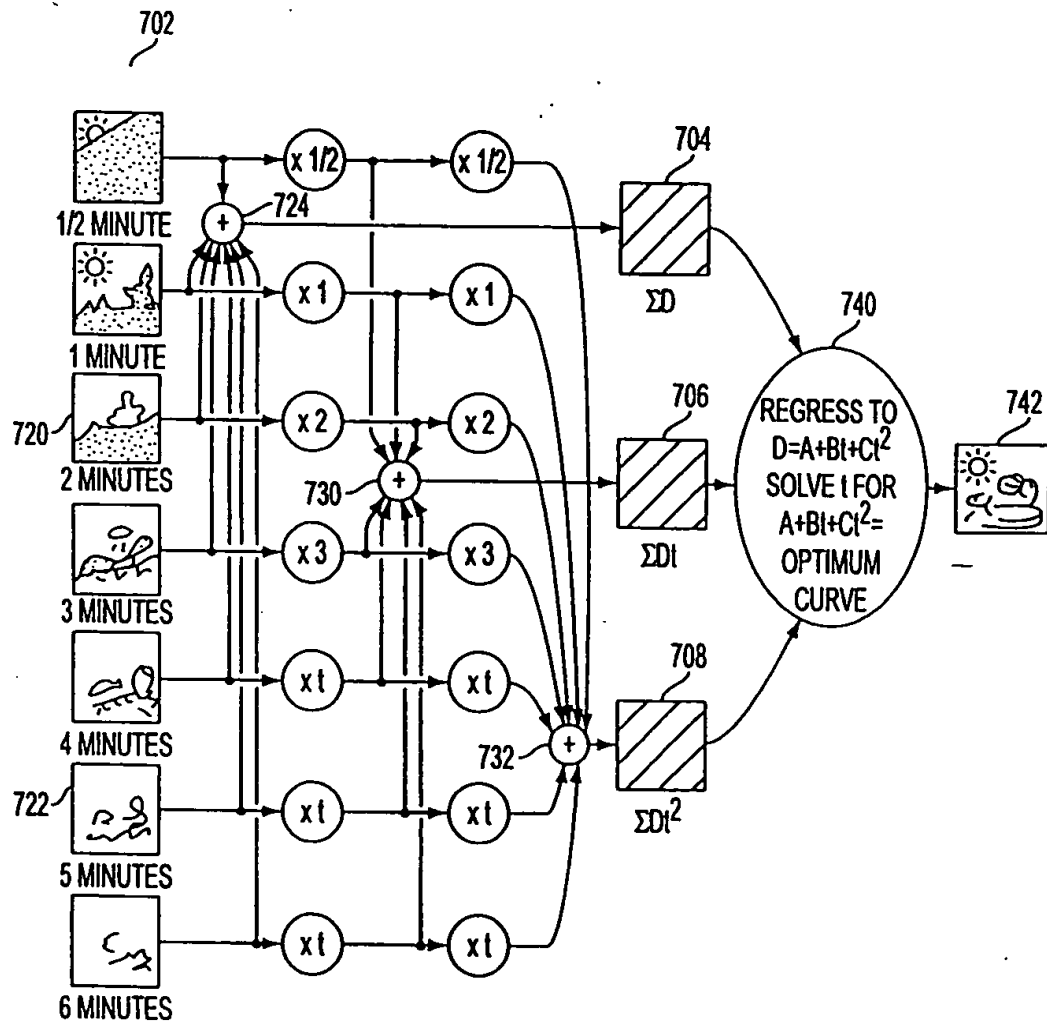 702
x 1/2
x 1/2
704
724
1/2 MINUTE
+
ΣD
x 1
x 1
1 MINUTE
740
720
x 2
x 2
706
742
2 MINUTES
730
+
REGRESS TO
D=A+Bt+Ct²
SOLVE t FOR
A+Bt+Ct²=
OPTIMUM
CURVE
ΣDt
x 3
x 3
3 MINUTES
708
x t
x t
4 MINUTES
732
+
ΣDt²
722
x t
x t
5 MINUTES
x t
x t
6 MINUTES